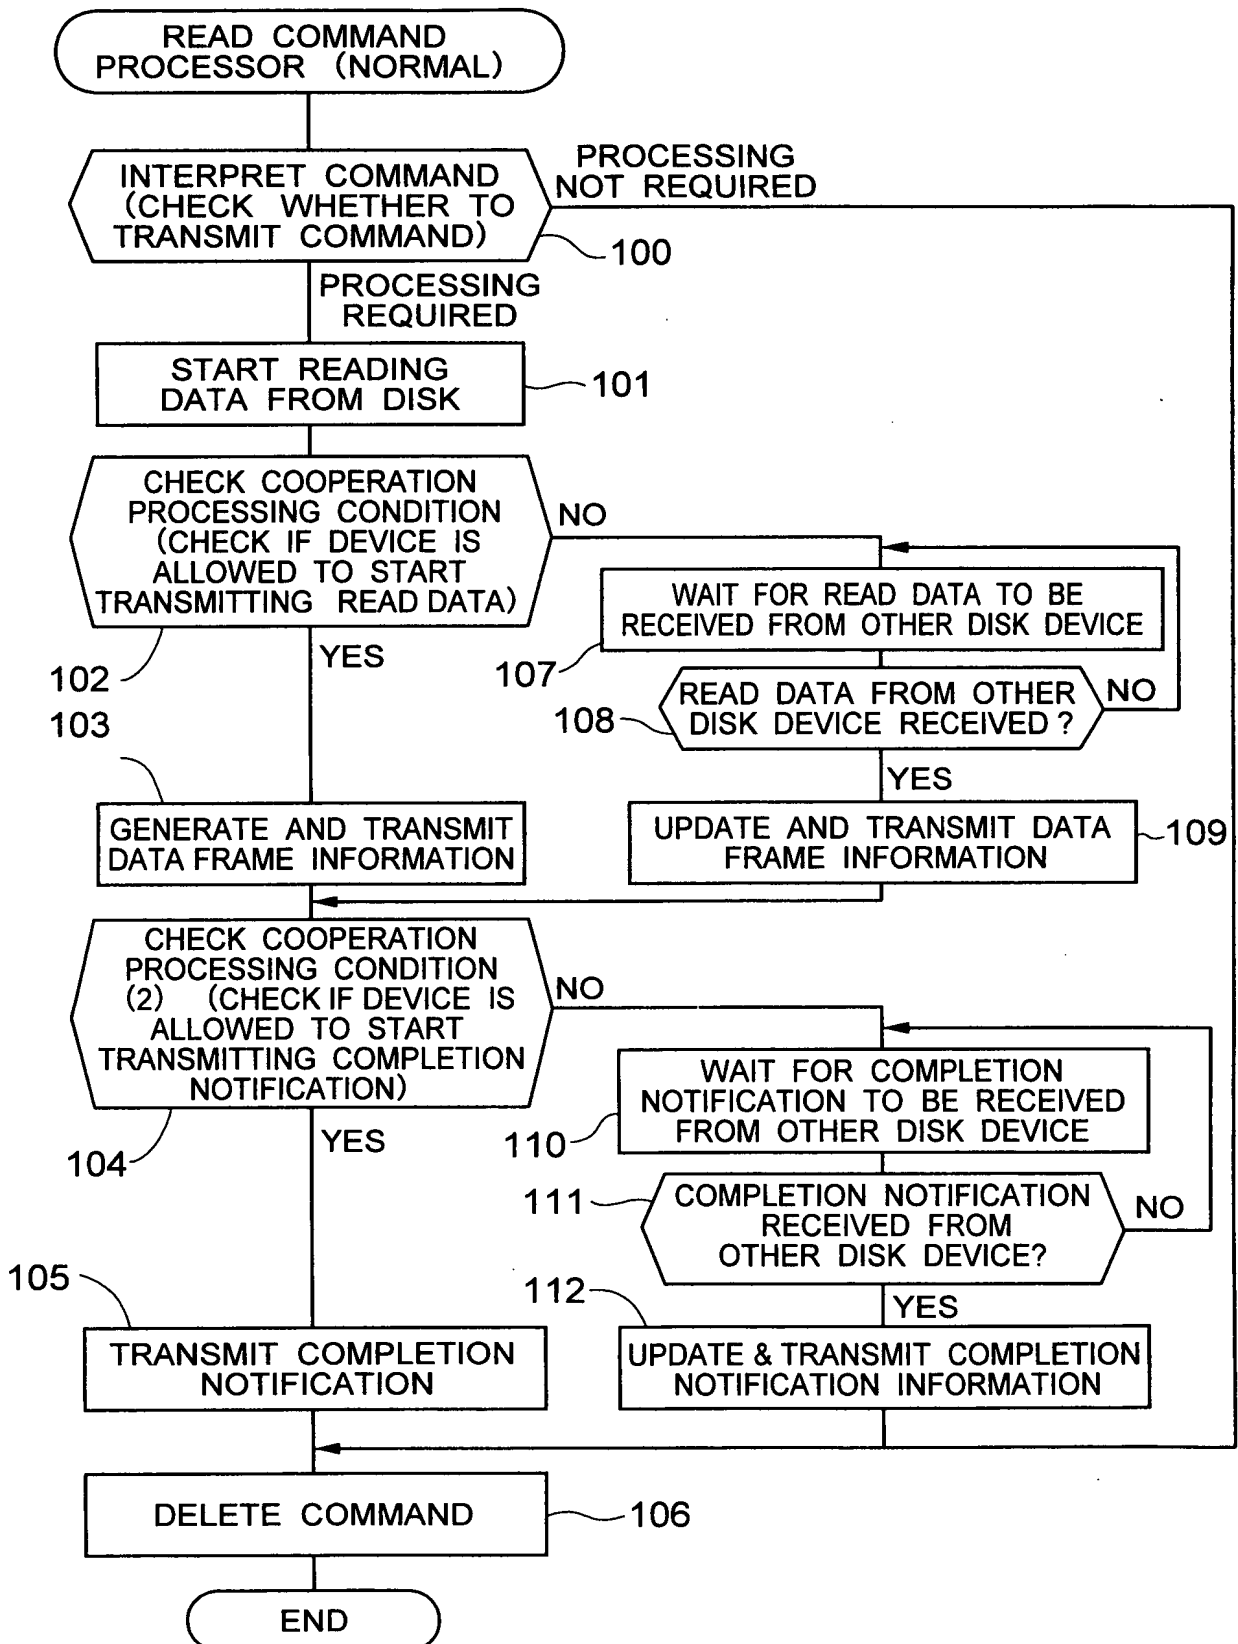 READ COMMAND
PROCESSOR (NORMAL)
INTERPRET COMMAND
(CHECK WHETHER TO
TRANSMIT COMMAND)
100
PROCESSING
NOT REQUIRED
PROCESSING
REQUIRED
START READING
DATA FROM DISK
101
CHECK COOPERATION
PROCESSING CONDITION
(CHECK IF DEVICE IS
ALLOWED TO START
TRANSMITTING READ DATA)
102
NO
YES
WAIT FOR READ DATA TO BE
RECEIVED FROM OTHER DISK DEVICE
107
READ DATA FROM OTHER
DISK DEVICE RECEIVED?
108
NO
YES
103
GENERATE AND TRANSMIT
DATA FRAME INFORMATION
UPDATE AND TRANSMIT DATA
FRAME INFORMATION
109
CHECK COOPERATION
PROCESSING CONDITION
(2) (CHECK IF DEVICE IS
ALLOWED TO START
TRANSMITTING COMPLETION
NOTIFICATION)
104
NO
YES
WAIT FOR COMPLETION
NOTIFICATION TO BE RECEIVED
FROM OTHER DISK DEVICE
110
COMPLETION NOTIFICATION
RECEIVED FROM
OTHER DISK DEVICE?
111
NO
YES
105
TRANSMIT COMPLETION
NOTIFICATION
112
UPDATE & TRANSMIT COMPLETION
NOTIFICATION INFORMATION
DELETE COMMAND
106
END